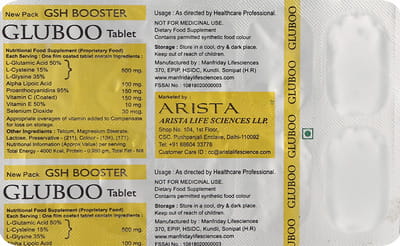 New Pack GSH BOOSTER
GLUBOO Tablet
Nutritional Food Supplement (Proprietary Food)
Each Serving : One film coated tablet contain Ingredients :
L-Glutamic Acid 50%
L-Cysteine 15% 500 mg.
L-Glysine 35%
Alpha Lipoic Acid 100 mg.
Proanthocyanidine 95% 150 mg.
Vitamin C (Coated) 150 mg.
Vitamin E 50% 10 mg.
Selenium Dioxide 30 mg.
Appropriate overages of vitamin added to Compensate
for loss on storage.
Other Ingredients : Talcum, Magnesium Stearate,
Lactose, Preservative - (211), Colour - (104), (171).
Nutritional Information (Approx Value) per serving.
Total Energy - 4000 Kcal, Protein - 0.350 gm, Total Fat - Nil
Usage : As directed by Healthcare Professional.
NOT FOR MEDICINAL USE.
Dietary Food Supplement
Contains permitted synthetic food colour
Storage : Store in a cool, dry & dark place.
Keep out of reach of children.
Manufactured by : Manfriday Lifesciences
370, EPIP, HSIDC, Kundli, Sonipat (H.R)
www.manfridaylifesciences.com
FSSAI No : 10818020000003
Marketed by :
ARISTA
ARISTA LIFE SCIENCES LLP.
Shop No. 104, 1st Floor,
CSC, Pushpanjali Enclave, Delhi-110092
Tel: +91 88604 33778
Customer Care ID : cc@aristalifescience.com
New Pack GSH BOOSTER
GLUBOO Tablet
Nutritional Food Supplement (Proprietary Food)
Each Serving : One film coated tablet contain Ingredients :
L-Glutamic Acid 50%
L-Cysteine 15% 500 mg.
L-Glysine 35%
Alpha Lipoic Acid 100 mg.
Usage : As directed by Healthcare Professional.
NOT FOR MEDICINAL USE.
Dietary Food Supplement
Contains permitted synthetic food colour
Storage : Store in a cool, dry & dark place.
Keep out of reach of children.
Manufactured by : Manfriday Lifesciences
370, EPIP, HSIDC, Kundli, Sonipat (H.R)
www.manfridaylifesciences.com
FSSAI No : 10818020000003
GLUBOO
GLUBOO
GLUBOO
GLUBOO
GLUBOO